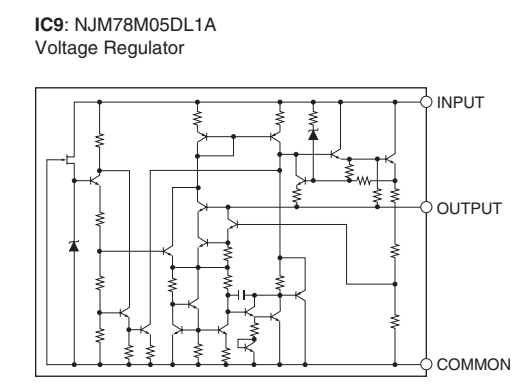 IC9: NJM78M05DL1A
Voltage Regulator
INPUT
OUTPUT
COMMON